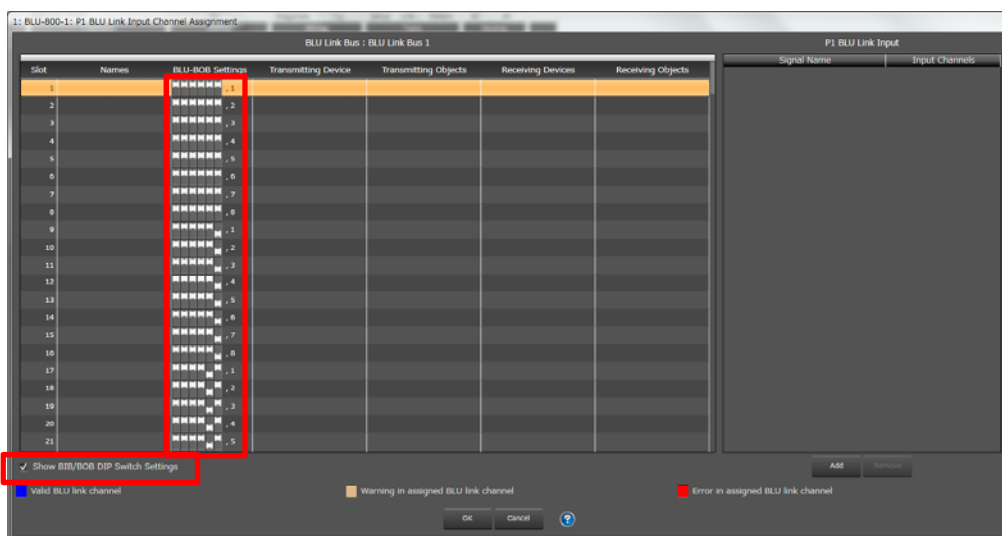 1: BLU-800-1: P1 BLU Link Input Channel Assignment
BLU Link Bus : BLU Link Bus 1
P1 BLU Link Input
Slot Names BLU-BOB Settings Transmitting Device Transmitting Objects Receiving Devices Receiving Objects
Signal Name Input Channels
1 , 1
2 , 2
3 , 3
4 , 4
5 , 5
6 , 6
7 , 7
8 , 8
9 , 1
10 , 2
11 , 3
12 , 4
13 , 5
14 , 6
15 , 7
16 , 8
17 , 1
18 , 2
19 , 3
20 , 4
21 , 5
Show BIB/BOB DIP Switch Settings
Add Remove
Valid BLU link channel Warning in assigned BLU link channel Error in assigned BLU link channel
OK Cancel ?